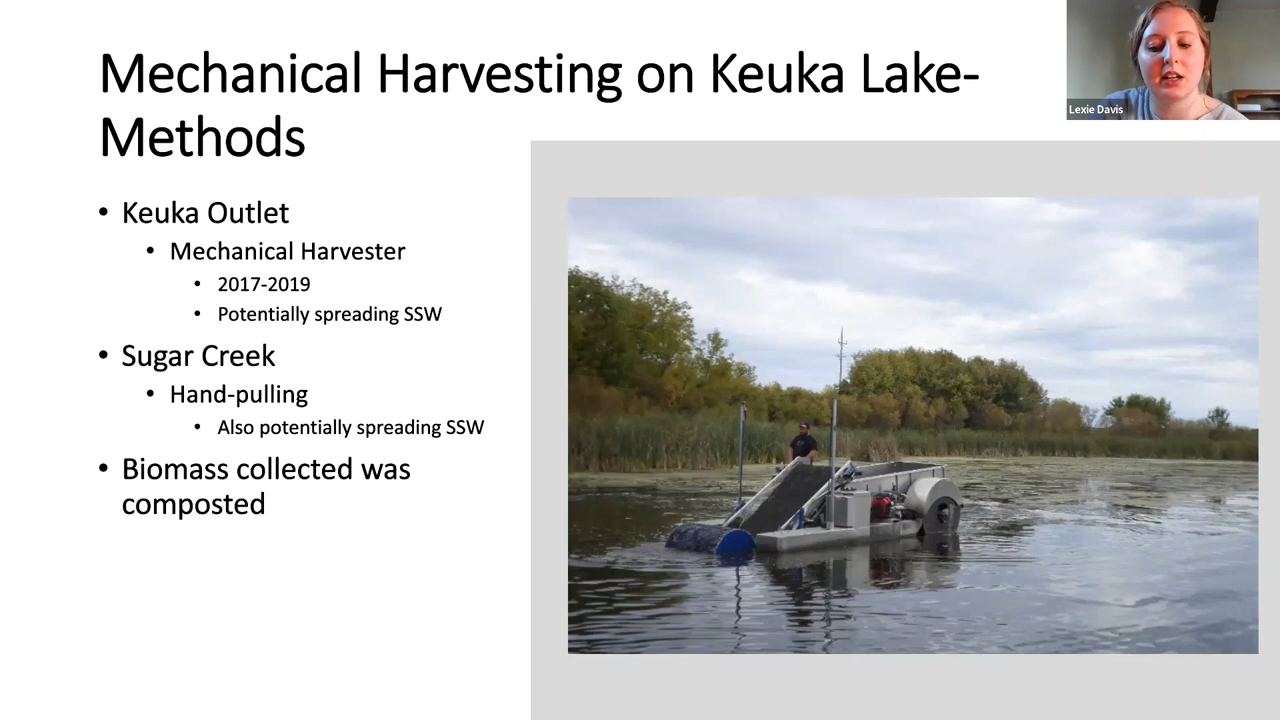 Mechanical Harvesting on Keuka Lake-
Methods
Lexie Davis
• Keuka Outlet
• Mechanical Harvester
• 2017-2019
• Potentially spreading SSW
• Sugar Creek
• Hand-pulling
• Also potentially spreading SSW
• Biomass collected was
composted